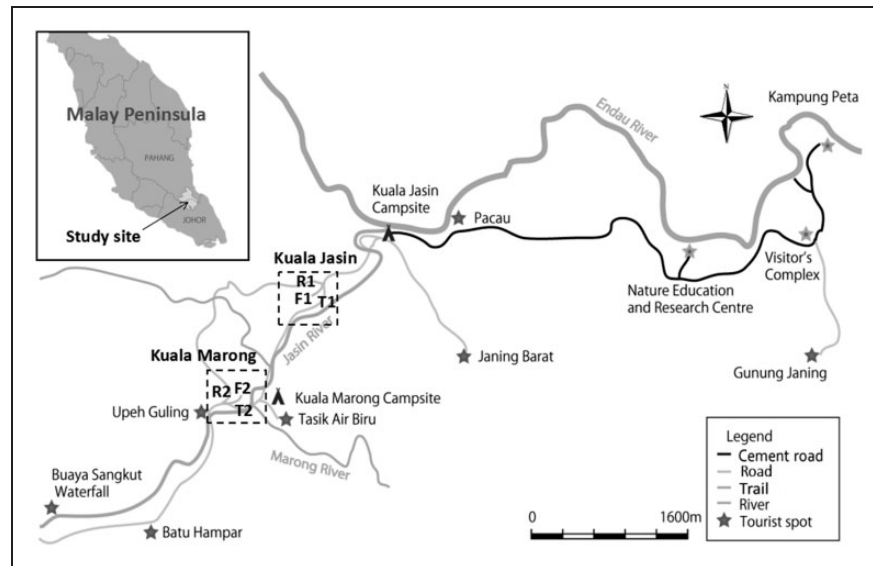 Malay Peninsula
PAHANG
JOHOR
Study site
N
Kampung Peta
Endau River
Kuala Jasin
Campsite
Pacau
Visitor's
Complex
Nature Education
and Research Centre
Kuala Jasin
R1
F1
T1
Jasin River
Janing Barat
Gunung Janing
Kuala Marong
R2
F2
T2
Kuala Marong Campsite
Upeh Guling
Tasik Air Biru
Marong River
Buaya Sangkut
Waterfall
Batu Hampar
0
1600m
Legend
Cement road
Road
Trail
River
Tourist spot